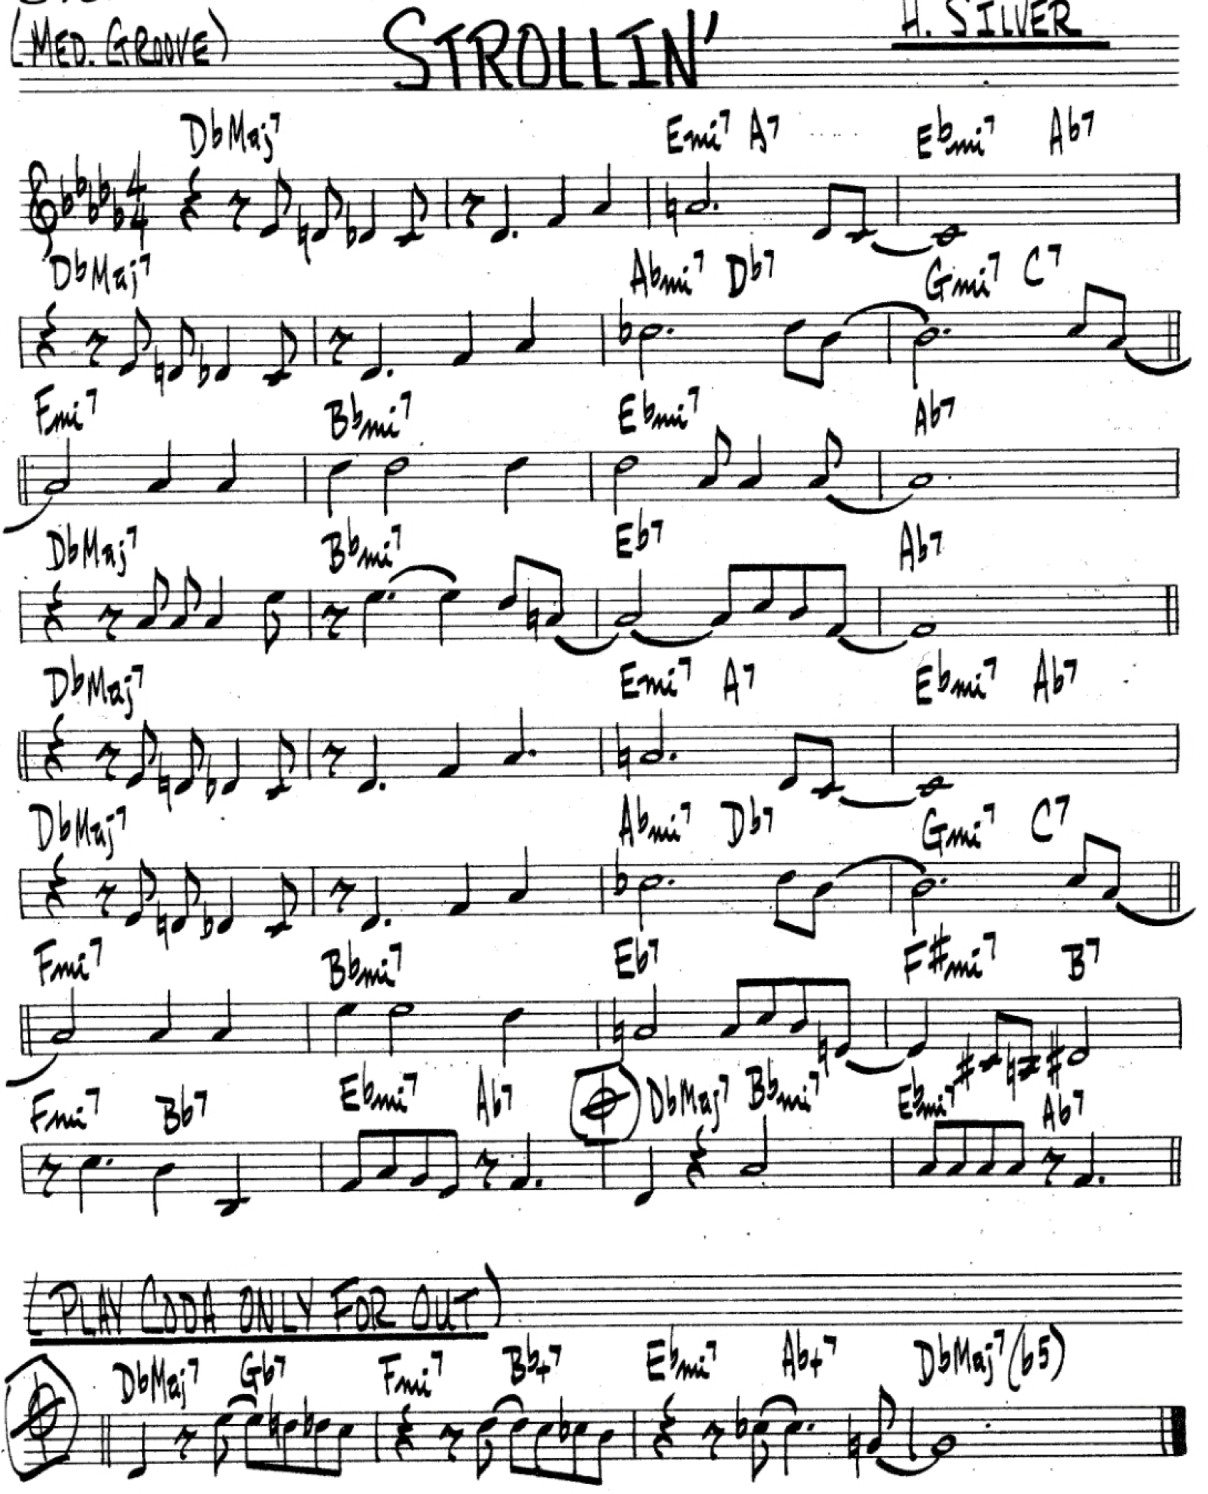 (MED. GROOVE) STROLLIN' H. SILVER
DbMaj7 Emi7 A7 Ebmi7 Ab7
4
4
DbMaj7 Abmi7 Db7 Gmi7 C7
Fmi7 Bbmi7 Ebmi7 Ab7
DbMaj7 Bbmi7 Eb7 Ab7
DbMaj7 Emi7 A7 Ebmi7 Ab7
DbMaj7 Abmi7 Db7 Gmi7 C7
Fmi7 Bbmi7 Eb7 F#mi7 B7
Fmi7 Bb7 Ebmi7 Ab7 DbMaj7 Bbmi7 Ebmi7 Ab7
(PLAY CODA ONLY FOR OUT)
DbMaj7 Gb7 Fmi7 Bb+7 Ebmi7 Ab+7 DbMaj7(b5)